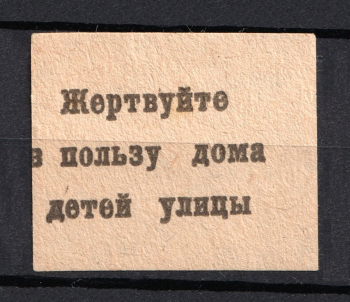 Жертвуйте
в пользу дома
детей улицы